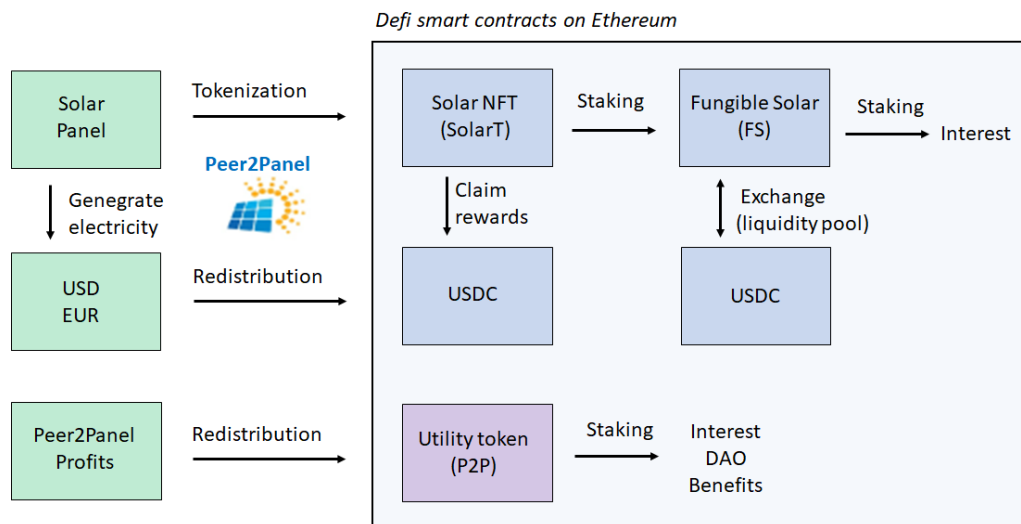 Defi smart contracts on Ethereum
Solar
Panel
Tokenization
Solar NFT
(SolarT)
Staking
Fungible Solar
(FS)
Staking
Interest
Peer2Panel
Genegrate
electricity
Claim
rewards
Exchange
(liquidity pool)
USD
EUR
Redistribution
USDC
USDC
Peer2Panel
Profits
Redistribution
Utility token
(P2P)
Staking
Interest
DAO
Benefits